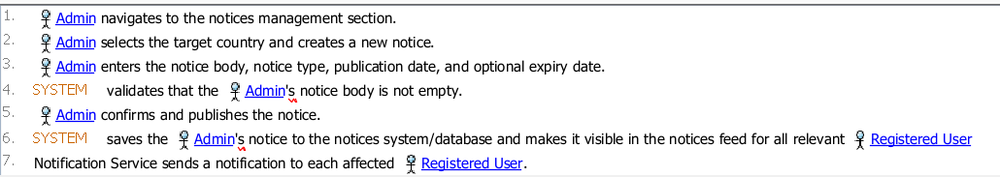 1. Admin navigates to the notices management section.
2. Admin selects the target country and creates a new notice.
3. Admin enters the notice body, notice type, publication date, and optional expiry date.
4. SYSTEM validates that the Admin's notice body is not empty.
5. Admin confirms and publishes the notice.
6. SYSTEM saves the Admin's notice to the notices system/database and makes it visible in the notices feed for all relevant Registered User
7. Notification Service sends a notification to each affected Registered User.